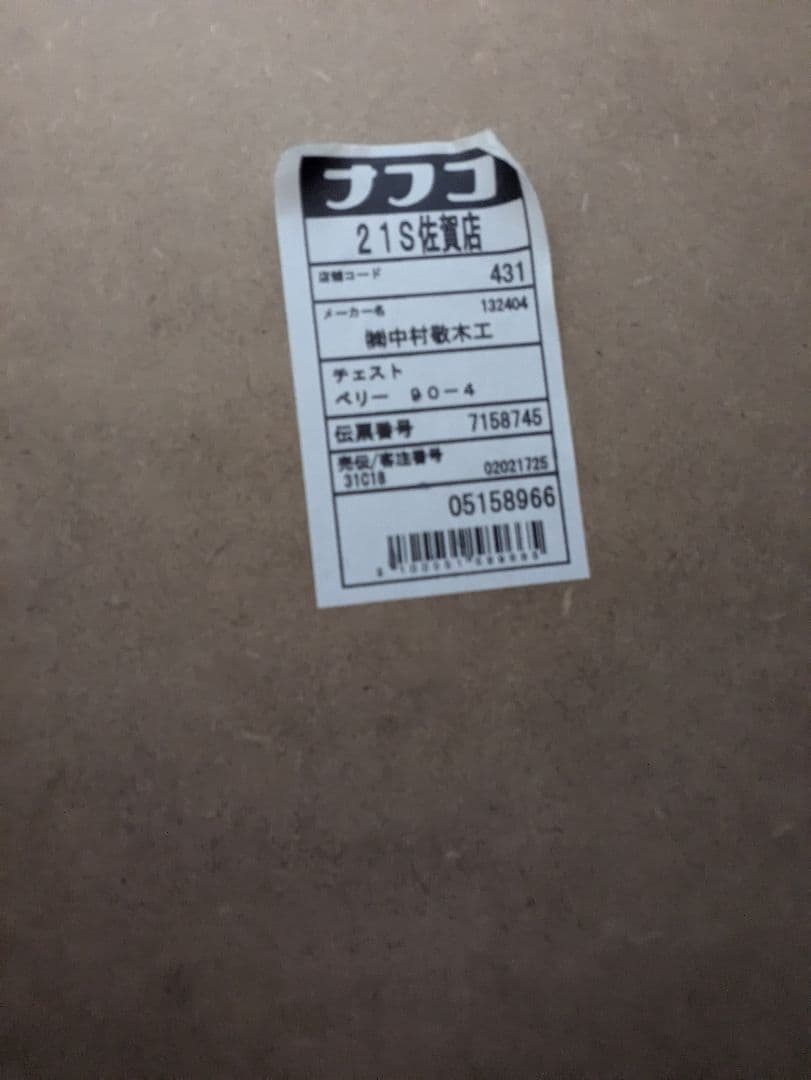 ナフコ
21S佐賀店
店舗コード 431
メーカー名 132404
㈱中村敬木工
チェスト
ベリー 90-4
伝票番号 7158745
売伝/客注番号
31C18 02021725
05158966